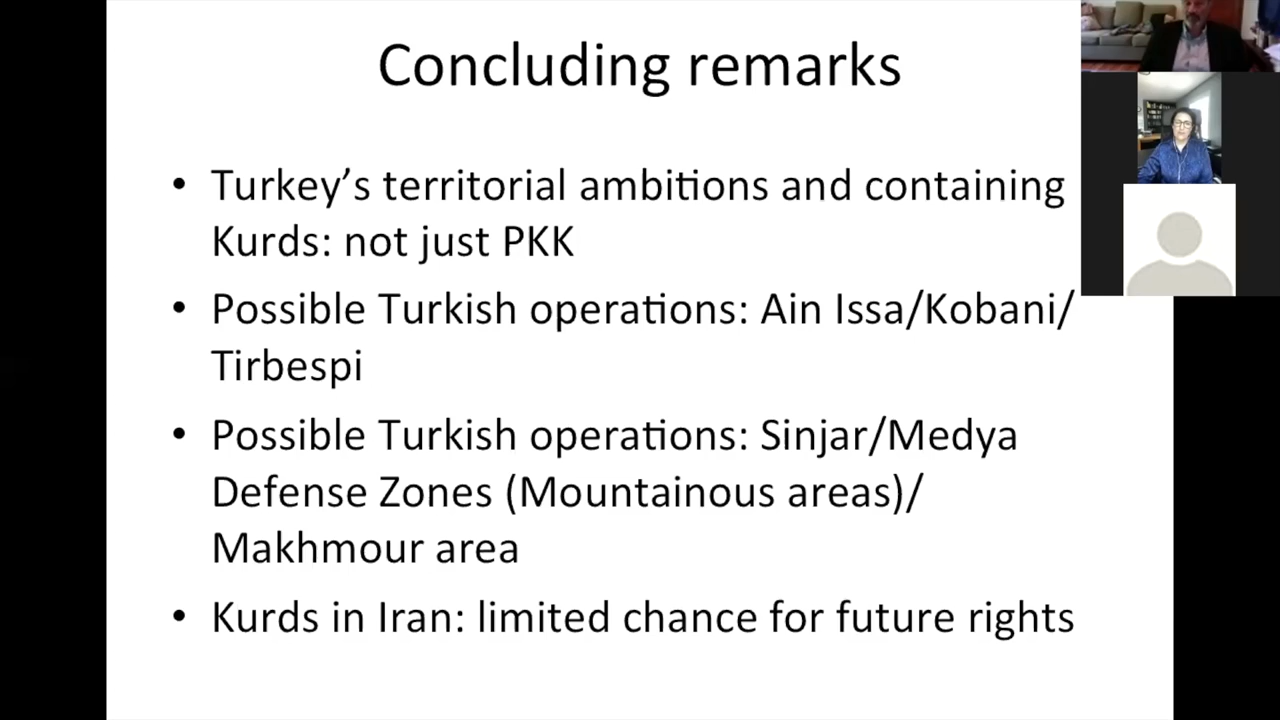 Concluding remarks
• Turkey’s territorial ambitions and containing
Kurds: not just PKK
• Possible Turkish operations: Ain Issa/Kobani/
Tirbespi
• Possible Turkish operations: Sinjar/Medya
Defense Zones (Mountainous areas)/
Makhmour area
• Kurds in Iran: limited chance for future rights